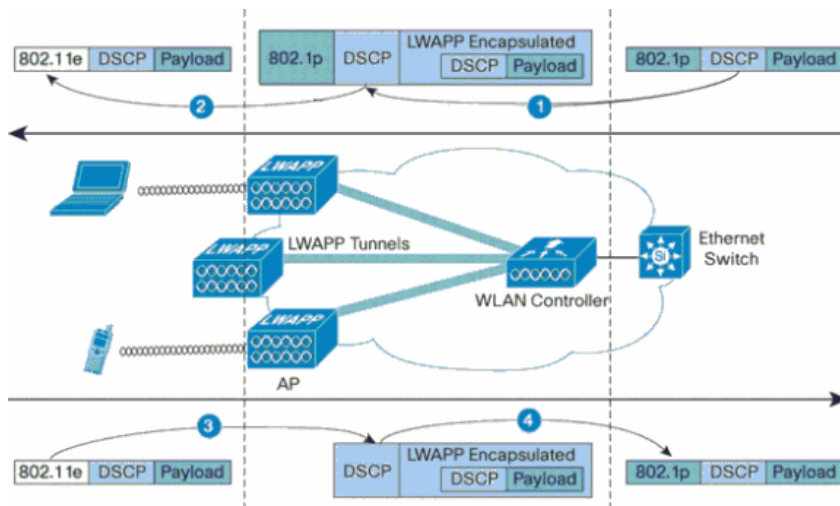 802.11e DSCP Payload
802.1p DSCP LWAPP Encapsulated
DSCP Payload
802.1p DSCP Payload
2
1
LWAPP
LWAPP
LWAPP Tunnels
LWAPP
AP
WLAN Controller
SI
Ethernet
Switch
3
4
802.11e DSCP Payload
DSCP LWAPP Encapsulated
DSCP Payload
802.1p DSCP Payload